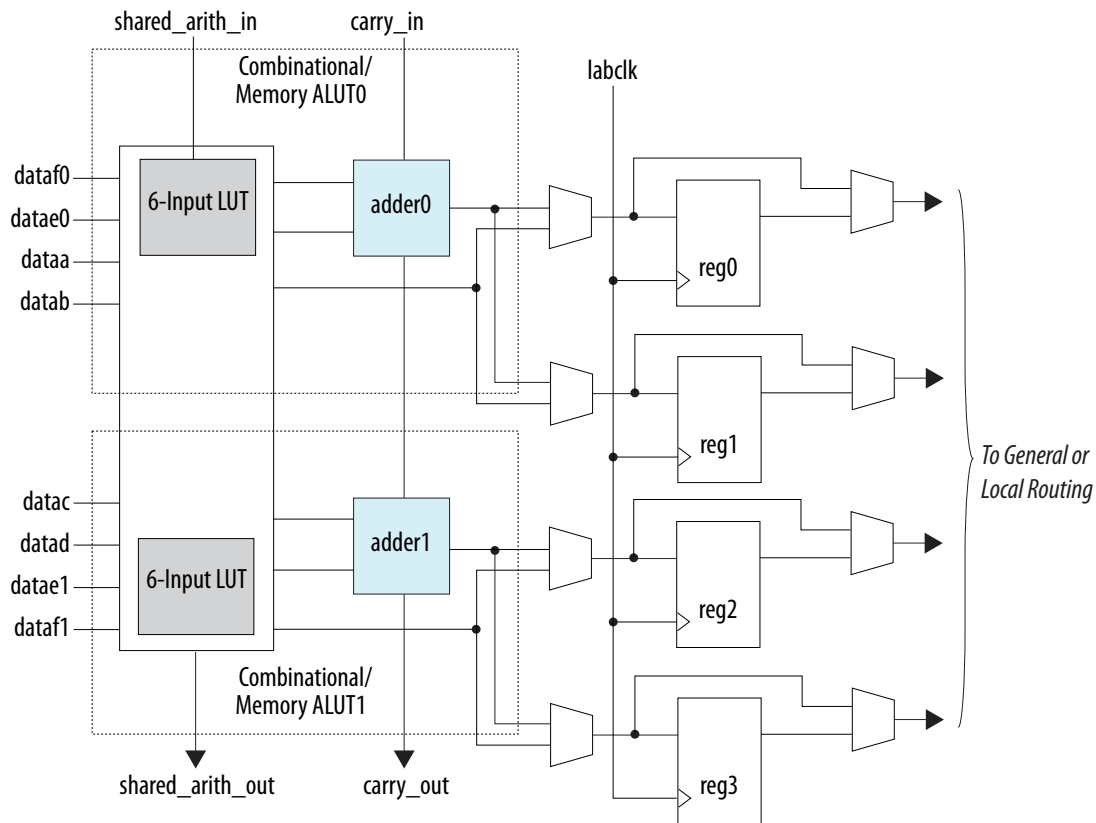 shared_arith_in
carry_in
Combinational/
Memory ALUT0
labclk
dataf0
datae0
dataa
datab
6-Input LUT
adder0
reg0
reg1
datac
datad
datae1
dataf1
6-Input LUT
adder1
reg2
To General or
Local Routing
Combinational/
Memory ALUT1
reg3
shared_arith_out
carry_out